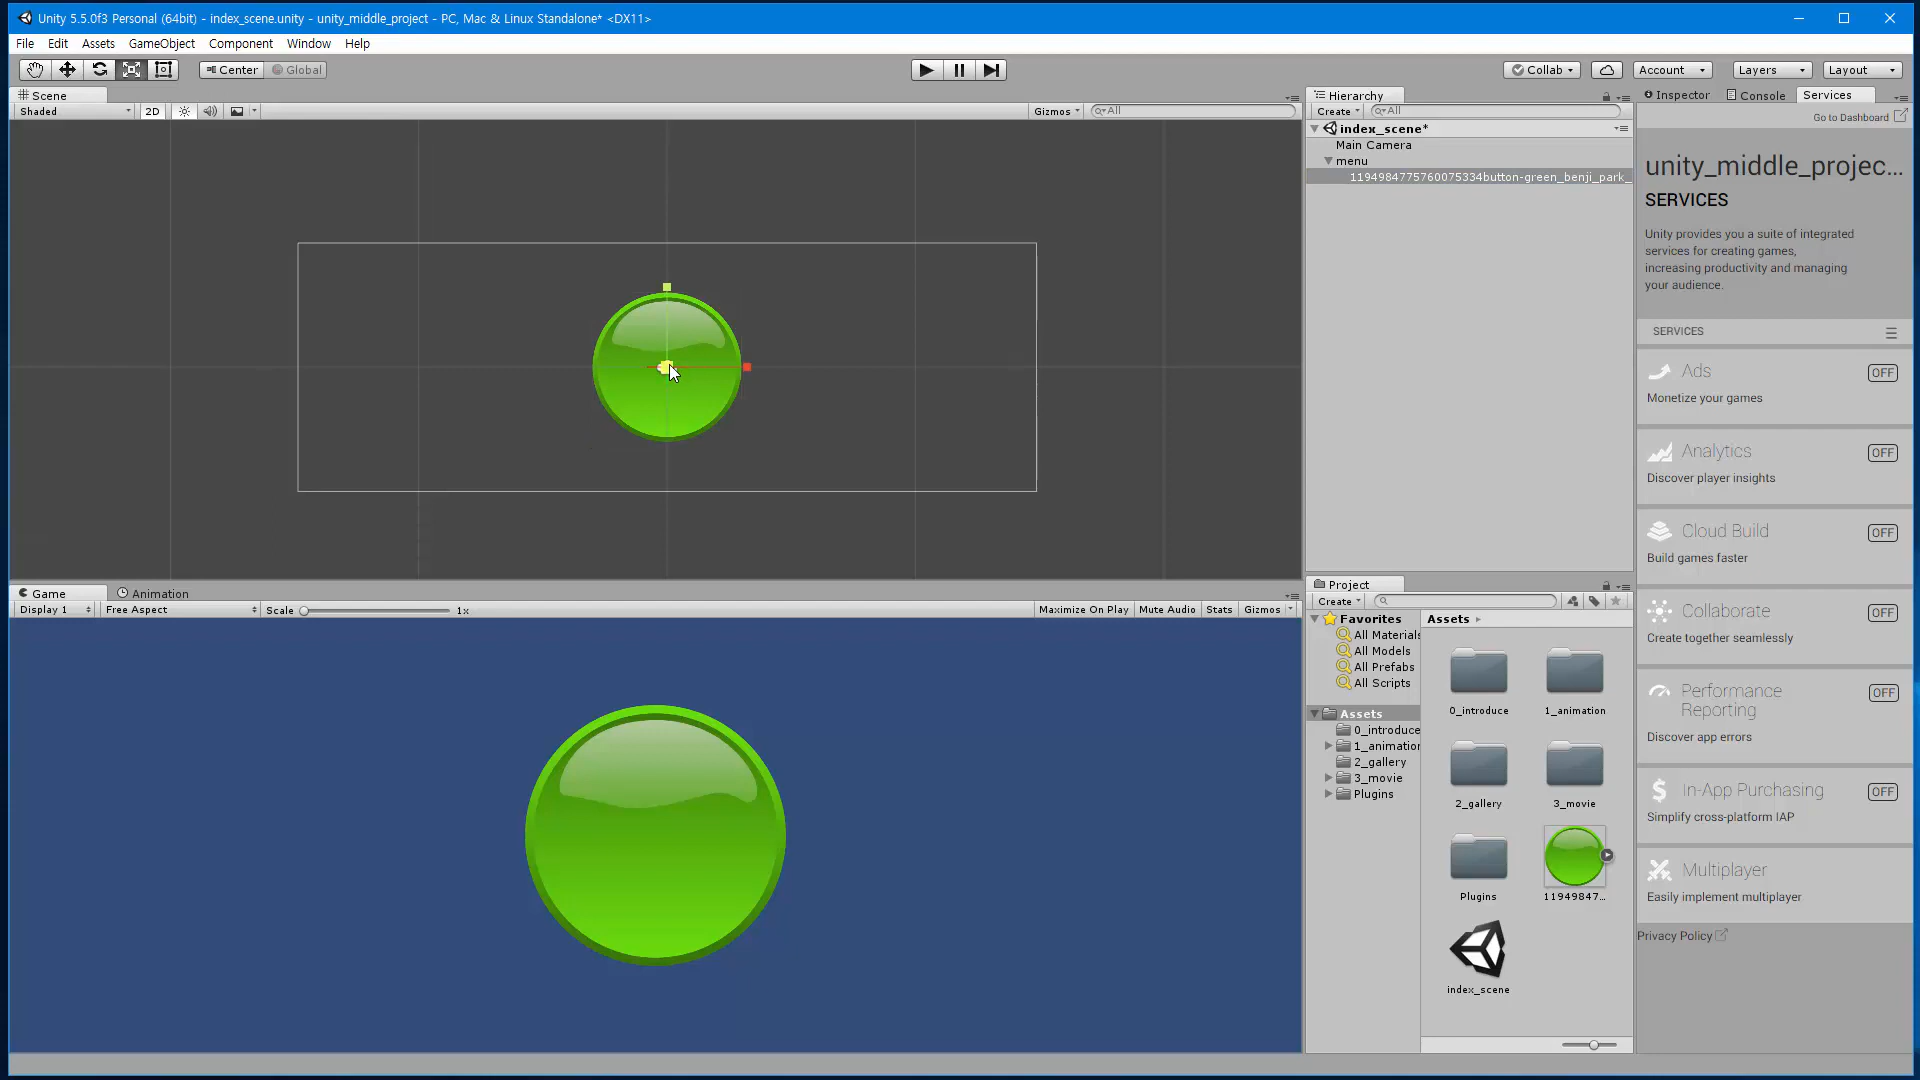 Unity 5.5.0f3 Personal (64bit) - index_scene.unity - unity_middle_project - PC, Mac & Linux Standalone* <DX11>
File Edit Assets GameObject Component Window Help
Center Global Collab Account Layers Layout
Scene
Shaded 2D Gizmos All
Hierarchy
Create All
index_scene*
Main Camera
menu
1194984775760075334button-green_benji_park_
Inspector Console Services
Go to Dashboard
unity_middle_projec...
SERVICES
Unity provides you a suite of integrated
services for creating games,
increasing productivity and managing
your audience.
SERVICES
Ads OFF
Monetize your games
Analytics OFF
Discover player insights
Cloud Build OFF
Build games faster
Collaborate OFF
Create together seamlessly
Performance
Reporting OFF
Discover app errors
In-App Purchasing OFF
Simplify cross-platform IAP
Multiplayer
Easily implement multiplayer
Privacy Policy
Game Animation
Display 1 Free Aspect Scale 1x Maximize On Play Mute Audio Stats Gizmos
Project
Create
Favorites
All Materials
All Models
All Prefabs
All Scripts
Assets
0_introduce
1_animation
2_gallery
3_movie
Plugins
Assets
0_introduce 1_animation
2_gallery 3_movie
Plugins 11949847...
index_scene